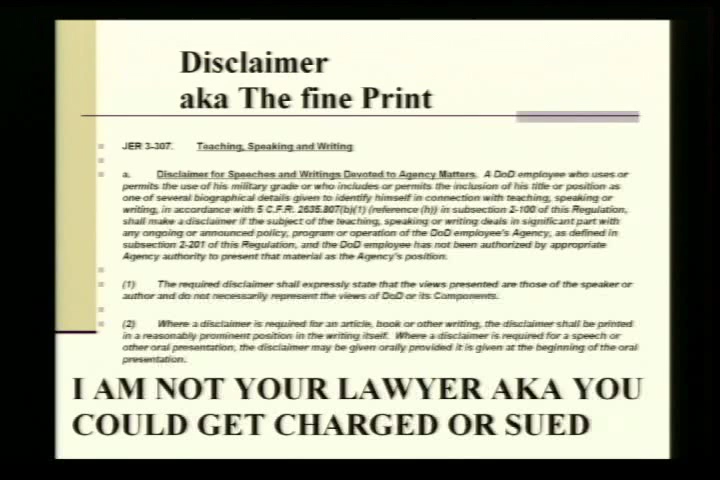 Disclaimer
aka The fine Print
JER 3-307. Teaching, Speaking and Writing
a. Disclaimer for Speeches and Writings Devoted to Agency Matters. A DoD employee who uses or
permits the use of his military grade or who includes or permits the inclusion of his title or position as
one of several biographical details given to identify himself in connection with teaching, speaking or
writing, in accordance with 5 C.F.R. 2635.807(b)(1) (reference (h)) in subsection 2-100 of this Regulation,
shall make a disclaimer if the subject of the teaching, speaking or writing deals in significant part with
any ongoing or announced policy, program or operation of the DoD employee's Agency, as defined in
subsection 2-201 of this Regulation, and the DoD employee has not been authorized by appropriate
Agency authority to present that material as the Agency's position.
(1) The required disclaimer shall expressly state that the views presented are those of the speaker or
author and do not necessarily represent the views of DoD or its Components.
(2) Where a disclaimer is required for an article, book or other writing, the disclaimer shall be printed
in a reasonably prominent position in the writing itself. Where a disclaimer is required for a speech or
other oral presentation, the disclaimer may be given orally provided it is given at the beginning of the oral
presentation.
I AM NOT YOUR LAWYER AKA YOU
COULD GET CHARGED OR SUED